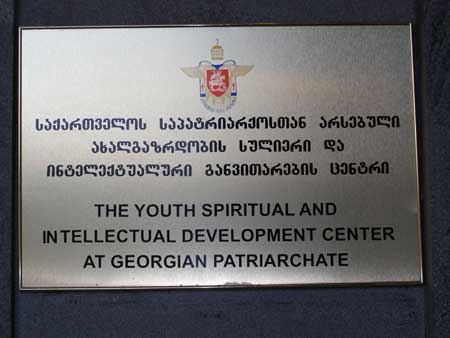 საქართველოს საპატრიარქოსთან არსებული
ახალგაზრდობის სულიერი და
ინტელექტუალური განვითარების ცენტრი
THE YOUTH SPIRITUAL AND
INTELLECTUAL DEVELOPMENT CENTER
AT GEORGIAN PATRIARCHATE